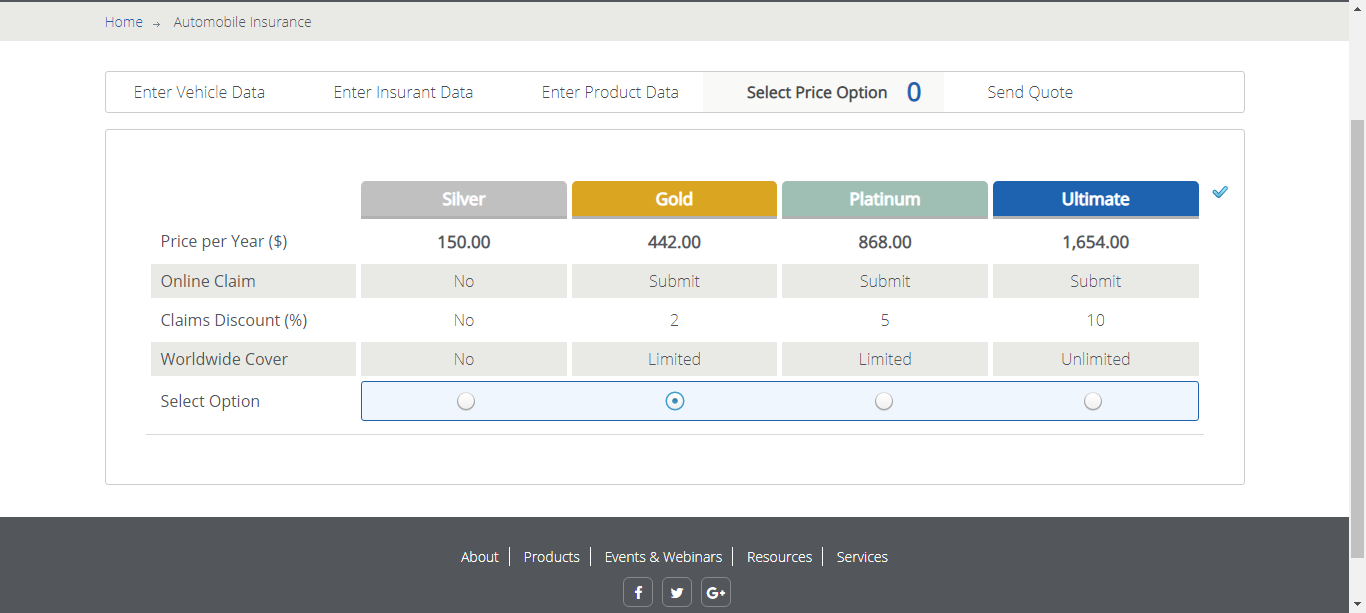 Home → Automobile Insurance
Enter Vehicle Data Enter Insurant Data Enter Product Data Select Price Option 0 Send Quote
Silver Gold Platinum Ultimate
Price per Year ($) 150.00 442.00 868.00 1,654.00
Online Claim No Submit Submit Submit
Claims Discount (%) No 2 5 10
Worldwide Cover No Limited Limited Unlimited
Select Option
About Products Events & Webinars Resources Services
f G+